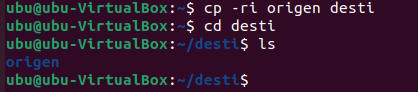 ubu@ubu-VirtualBox:~$ cp -ri origen desti
ubu@ubu-VirtualBox:~$ cd desti
ubu@ubu-VirtualBox:~/desti$ ls
origen
ubu@ubu-VirtualBox:~/desti$